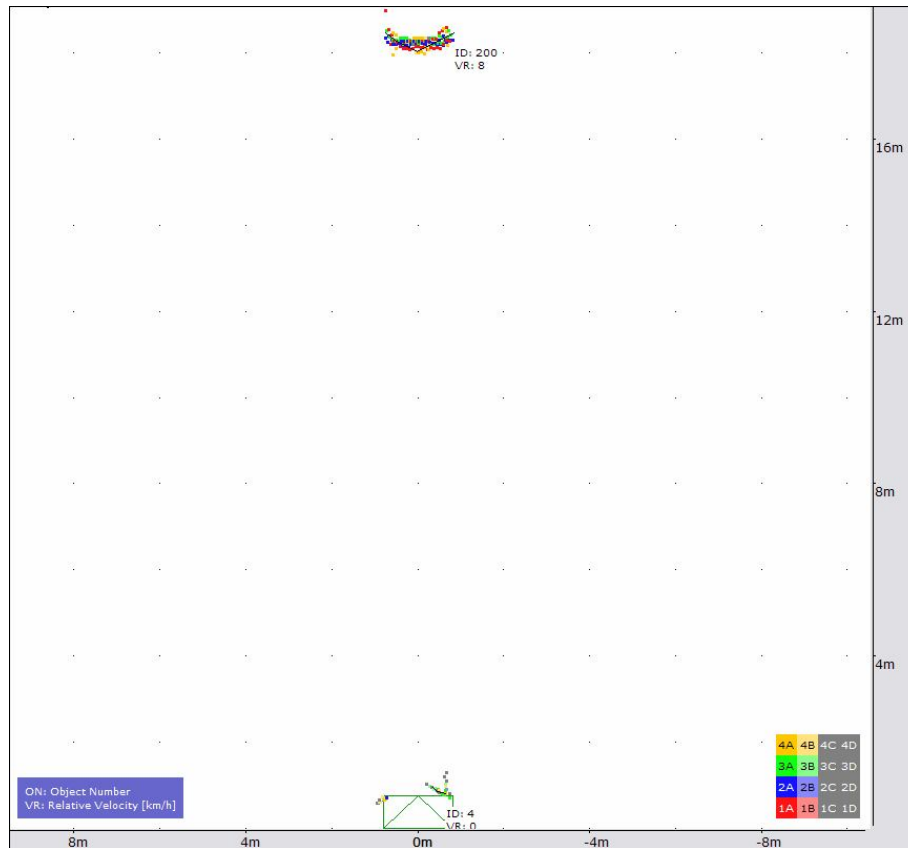 ID: 200
VR: 8
16m
12m
8m
4m
4A 4B 4C 4D
3A 3B 3C 3D
2A 2B 2C 2D
1A 1B 1C 1D
ON: Object Number
VR: Relative Velocity [km/h]
ID: 4
VR: 0
8m 4m 0m -4m -8m